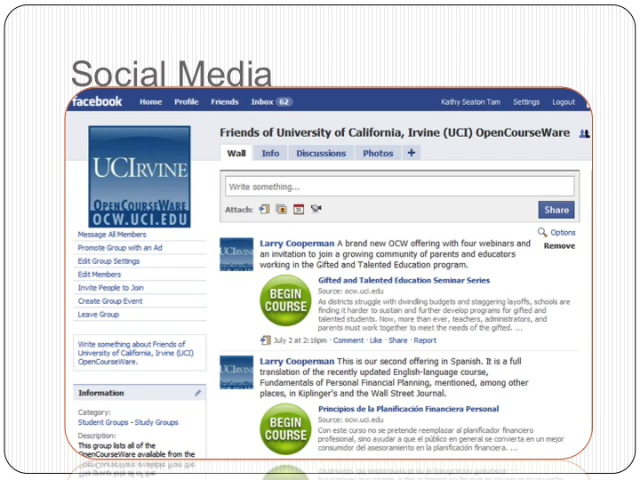 Social Media
facebook Home Profile Friends Inbox 62 Kathy Seaton Tam Settings Logout
UCIRVINE
OPENCOURSEWARE
OCW.UCI.EDU
Message All Members
Promote Group with an Ad
Edit Group Settings
Edit Members
Invite People to Join
Create Group Event
Leave Group
Write something about Friends of
University of California, Irvine (UCI)
OpenCourseWare.
Information
Category:
Student Groups - Study Groups
Description:
This group lists all of the
OpenCourseWare available from the
Friends of University of California, Irvine (UCI) OpenCourseWare
Wall Info Discussions Photos +
Write something...
Attach: Share
Options
Larry Cooperman A brand new OCW offering with four webinars and
Remove
an invitation to join a growing community of parents and educators
working in the Gifted and Talented Education program.
BEGIN
COURSE
Gifted and Talented Education Seminar Series
Source: ocw.uci.edu
As districts struggle with dwindling budgets and staggering layoffs, schools are
finding it harder to sustain and further develop programs for gifted and
talented students. Now, more than ever, teachers, administrators, and
parents must work together to meet the needs of the gifted. ...
July 2 at 2:16pm · Comment · Like · Share · Report
Larry Cooperman This is our second offering in Spanish. It is a full
translation of the recently updated English-language course,
Fundamentals of Personal Financial Planning, mentioned, among other
places, in Kiplinger's and the Wall Street Journal.
BEGIN
COURSE
Principios de la Planificación Financiera Personal
Source: ocw.uci.edu
Con este curso no se pretende reemplazar al planificador financiero
profesional, sino ayudar a que el público en general se convierta en un mejor
consumidor del asesoramiento en la planificación financiera. ...